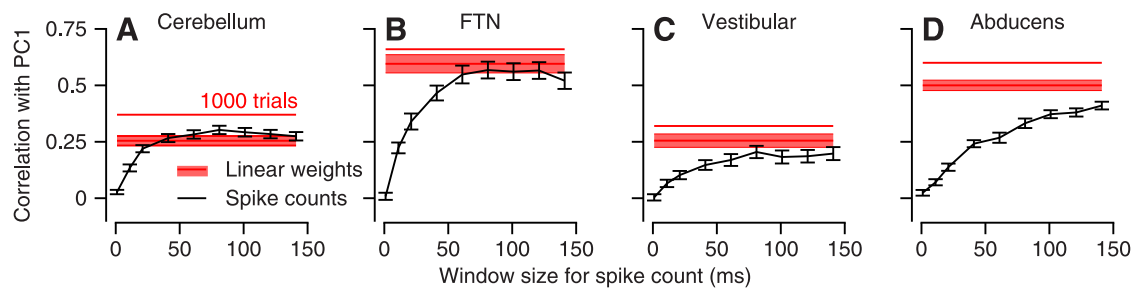 A Cerebellum
B FTN
C Vestibular
D Abducens
Correlation with PC1
0.75
0.5
0.25
0
1000 trials
Linear weights
Spike counts
0 50 100 150
0 50 100 150
0 50 100 150
0 50 100 150
Window size for spike count (ms)